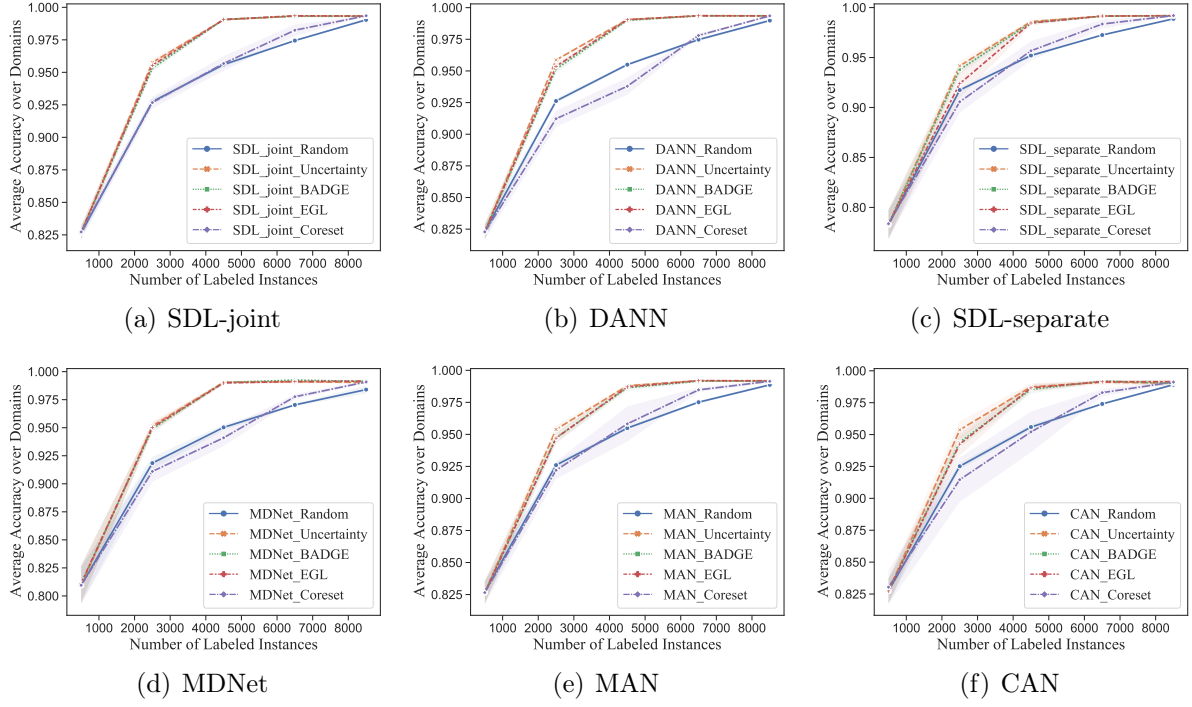 1.000
0.975
0.950
0.925
0.900
0.875
0.850
0.825
Average Accuracy over Domains
SDL_joint_Random
SDL_joint_Uncertainty
SDL_joint_BADGE
SDL_joint_EGL
SDL_joint_Coreset
1000 2000 3000 4000 5000 6000 7000 8000
Number of Labeled Instances
(a) SDL-joint
1.000
0.975
0.950
0.925
0.900
0.875
0.850
0.825
Average Accuracy over Domains
DANN_Random
DANN_Uncertainty
DANN_BADGE
DANN_EGL
DANN_Coreset
1000 2000 3000 4000 5000 6000 7000 8000
Number of Labeled Instances
(b) DANN
1.00
0.95
0.90
0.85
0.80
Average Accuracy over Domains
SDL_separate_Random
SDL_separate_Uncertainty
SDL_separate_BADGE
SDL_separate_EGL
SDL_separate_Coreset
1000 2000 3000 4000 5000 6000 7000 8000
Number of Labeled Instances
(c) SDL-separate
1.000
0.975
0.950
0.925
0.900
0.875
0.850
0.825
0.800
Average Accuracy over Domains
MDNet_Random
MDNet_Uncertainty
MDNet_BADGE
MDNet_EGL
MDNet_Coreset
1000 2000 3000 4000 5000 6000 7000 8000
Number of Labeled Instances
(d) MDNet
1.000
0.975
0.950
0.925
0.900
0.875
0.850
0.825
Average Accuracy over Domains
MAN_Random
MAN_Uncertainty
MAN_BADGE
MAN_EGL
MAN_Coreset
1000 2000 3000 4000 5000 6000 7000 8000
Number of Labeled Instances
(e) MAN
1.000
0.975
0.950
0.925
0.900
0.875
0.850
0.825
Average Accuracy over Domains
CAN_Random
CAN_Uncertainty
CAN_BADGE
CAN_EGL
CAN_Coreset
1000 2000 3000 4000 5000 6000 7000 8000
Number of Labeled Instances
(f) CAN